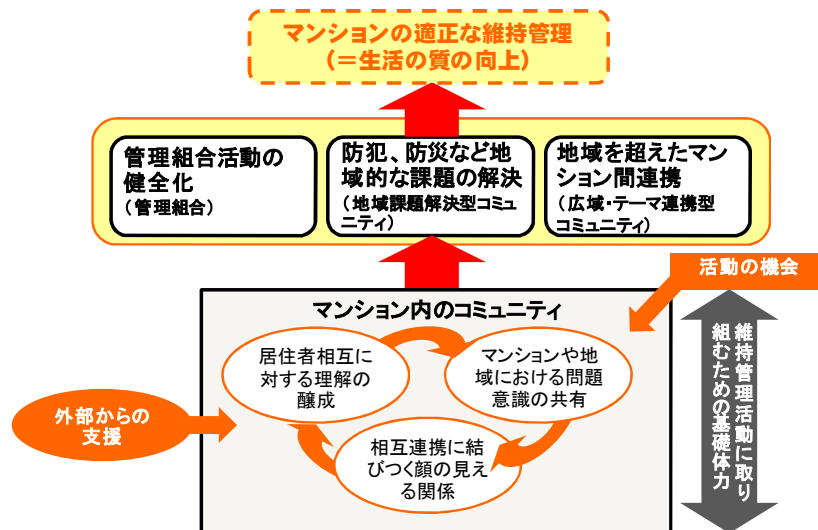 マンションの適正な維持管理
(＝生活の質の向上)
管理組合活動の
健全化
(管理組合)
防犯、防災など地
域的な課題の解決
(地域課題解決型コミュ
ニティ)
地域を超えたマン
ション間連携
(広域・テーマ連携型
コミュニティ)
活動の機会
マンション内のコミュニティ
居住者相互に
対する理解の
醸成
マンションや地
域における問題
意識の共有
相互連携に結
びつく顔の見え
る関係
外部からの
支援
維持管理活動に取り
組むための基礎体力